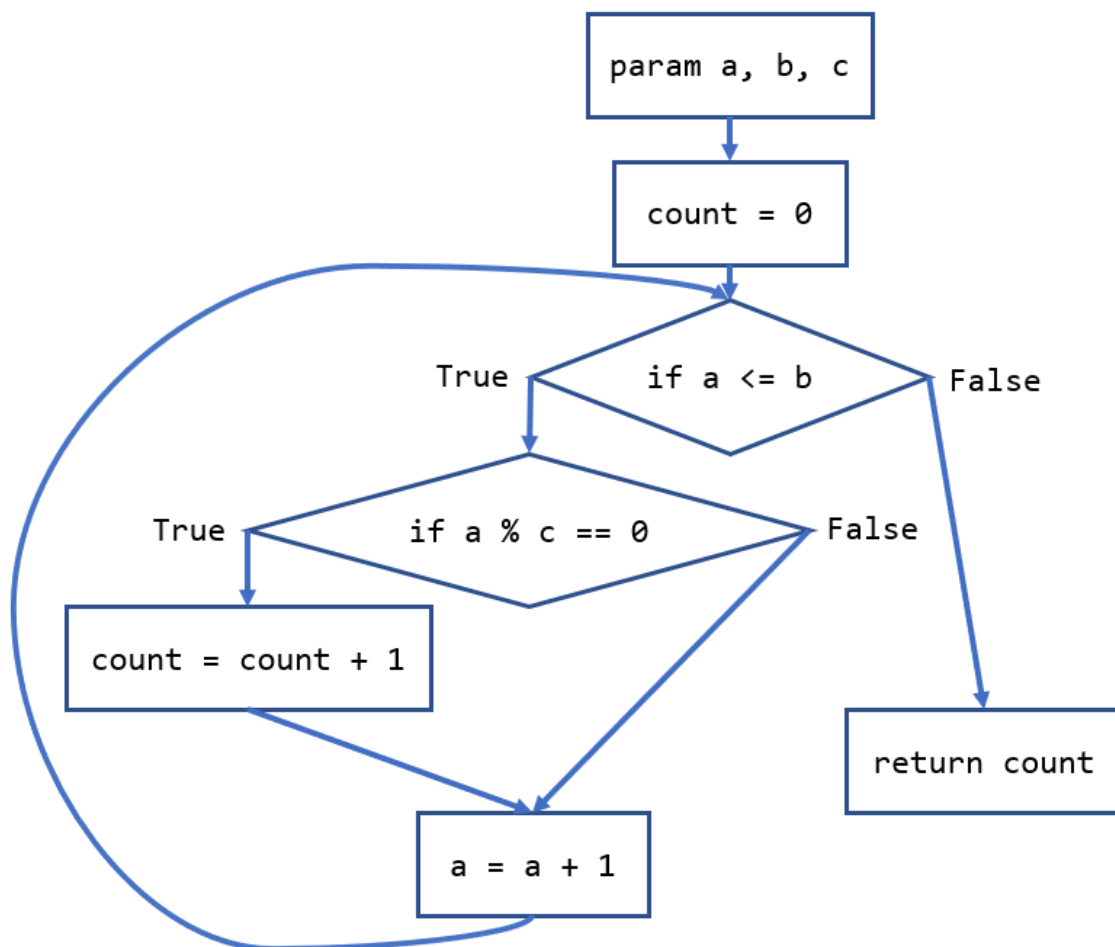 param a, b, c
count = 0
if a <= b
True
False
if a % c == 0
True
False
count = count + 1
return count
a = a + 1